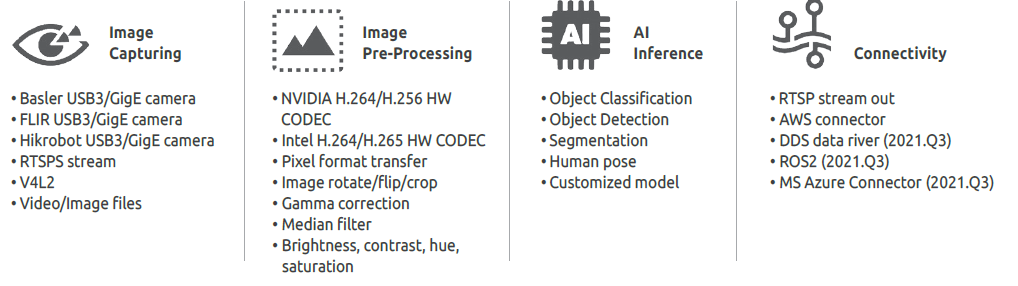 Image
Capturing
• Basler USB3/GigE camera
• FLIR USB3/GigE camera
• Hikrobot USB3/GigE camera
• RTSPS stream
• V4L2
• Video/Image files
Image
Pre-Processing
• NVIDIA H.264/H.256 HW
CODEC
• Intel H.264/H.265 HW CODEC
• Pixel format transfer
• Image rotate/flip/crop
• Gamma correction
• Median filter
• Brightness, contrast, hue,
saturation
AI
AI
Inference
• Object Classification
• Object Detection
• Segmentation
• Human pose
• Customized model
Connectivity
• RTSP stream out
• AWS connector
• DDS data river (2021.Q3)
• ROS2 (2021.Q3)
• MS Azure Connector (2021.Q3)